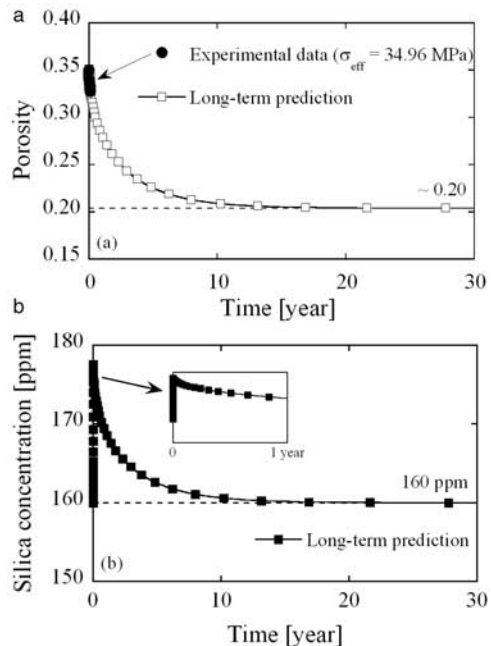 a
0.40
Experimental data (σeff = 34.96 MPa)
0.35
Long-term prediction
0.30
Porosity
0.25
~ 0.20
0.20
(a)
0.15
0 10 20 30
Time [year]
b
180
170
0 1 year
160 ppm
160
Silica concentration [ppm]
Long-term prediction
(b)
150
0 10 20 30
Time [year]